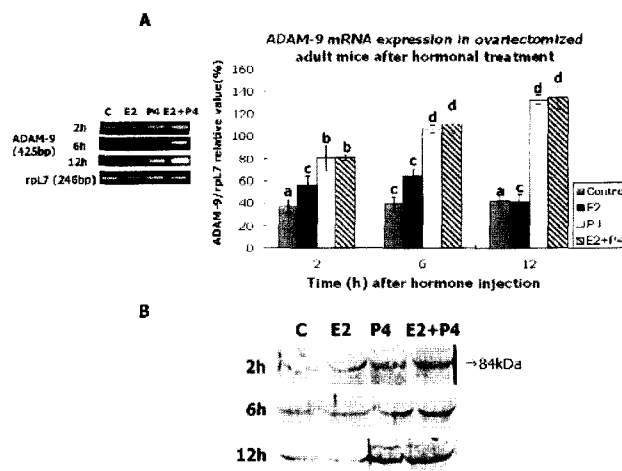 A
ADAM-9 mRNA expression in ovariectomized
adult mice after hormonal treatment
C E2 P4 E2+P4
ADAM-9
(425bp)
2h
6h
12h
rpL7 (246bp)
ADAM-9/rpL7 relative value(%)
160
140
120
100
80
60
40
20
0
a c b b
c c d d
a c d d
2 6 12
Time (h) after hormone injection
Control
E2
P4
E2+P4
B
C E2 P4 E2+P4
2h →84kDa
6h
12h